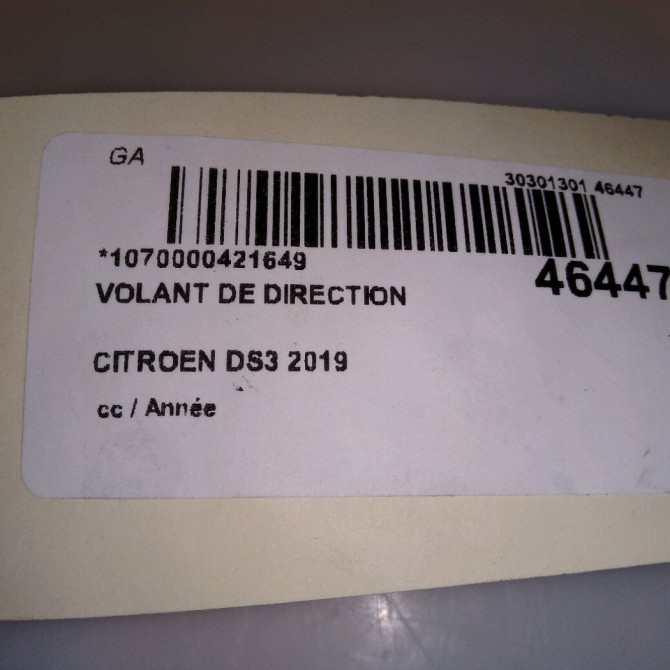 GA
30301301 46447
*1070000421649
46447
VOLANT DE DIRECTION
CITROEN DS3 2019
cc / Année